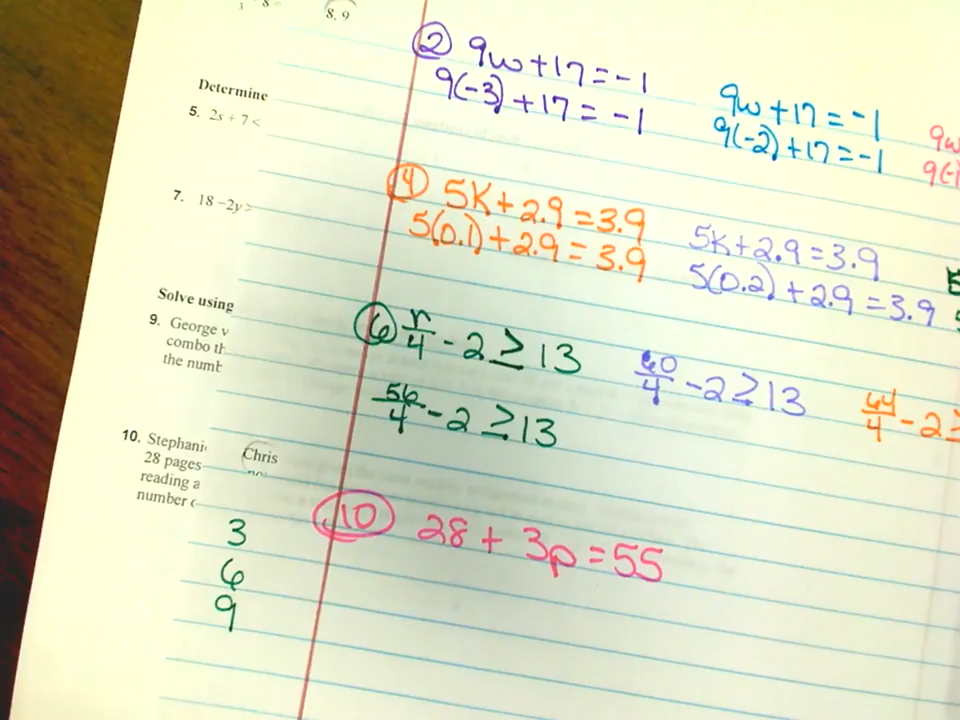 8, 9
Determine
5. 2s + 7 <
7. 18 − 2y >
Solve using
9. George v
combo th
the numb
10. Stephani
28 pages
reading a
number
Chris
3
6
9
2 9w + 17 = -1
9(-3) + 17 = -1
9w + 17 = -1
9(-2) + 17 = -1
9w
9(-1
4 5K + 2.9 = 3.9
5(0.1) + 2.9 = 3.9
5K + 2.9 = 3.9
5(0.2) + 2.9 = 3.9
6 r/4 - 2 ≥ 13
56/4 - 2 ≥ 13
60/4 - 2 ≥ 13
64/4 - 2 ≥
10 28 + 3p = 55